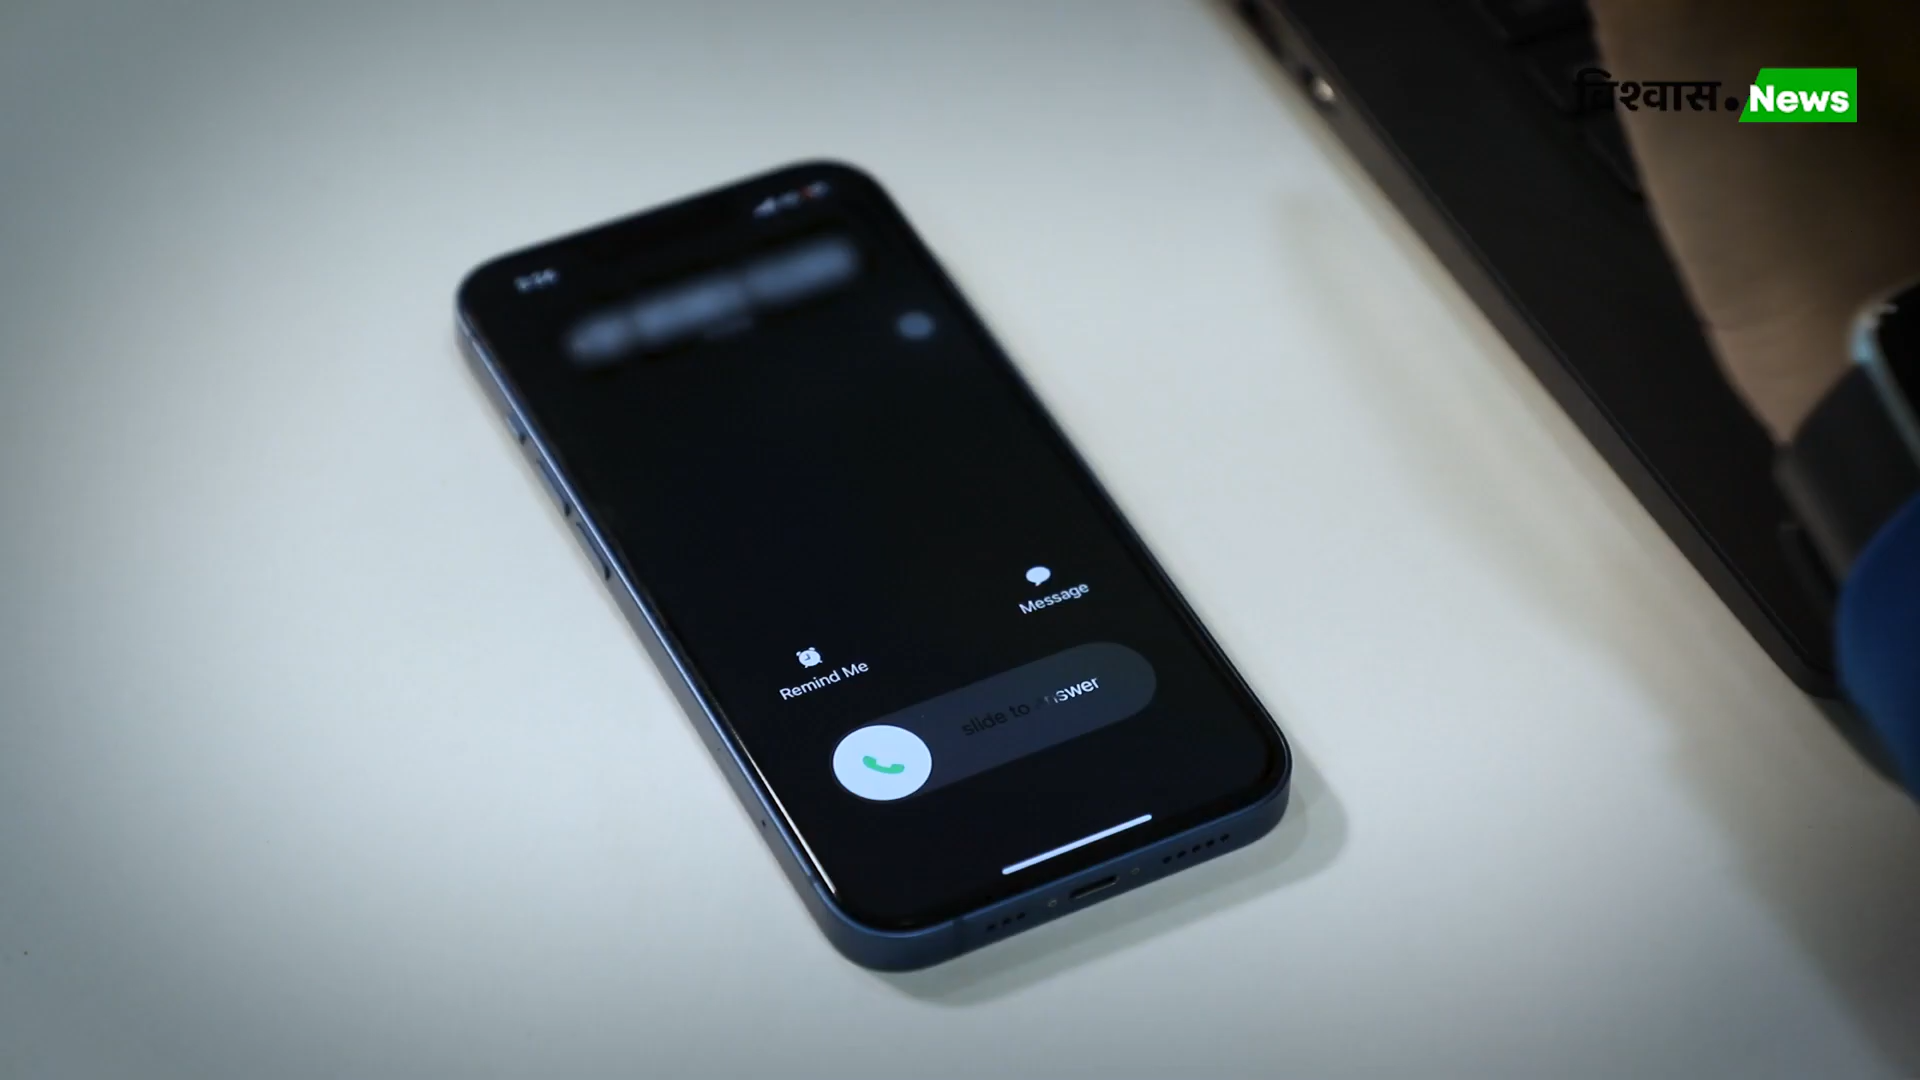 विश्वास.News
Message
Remind Me
slide to answer